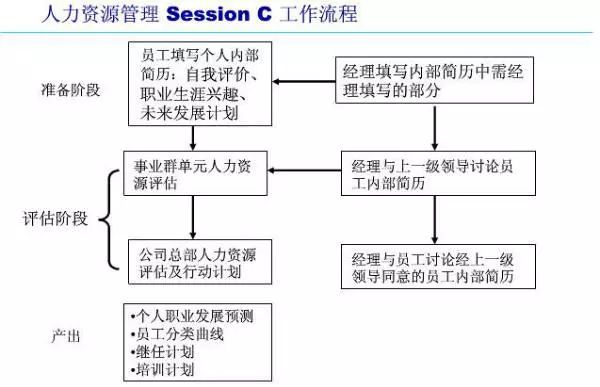 人力资源管理 Session C 工作流程
准备阶段
员工填写个人内部
简历：自我评价、
职业生涯兴趣、
未来发展计划
经理填写内部简历中需经
理填写的部分
评估阶段
事业群单元人力资
源评估
经理与上一级领导讨论员
工内部简历
公司总部人力资源
评估及行动计划
经理与员工讨论经上一级
领导同意的员工内部简历
产出
•个人职业发展预测
•员工分类曲线
•继任计划
•培训计划